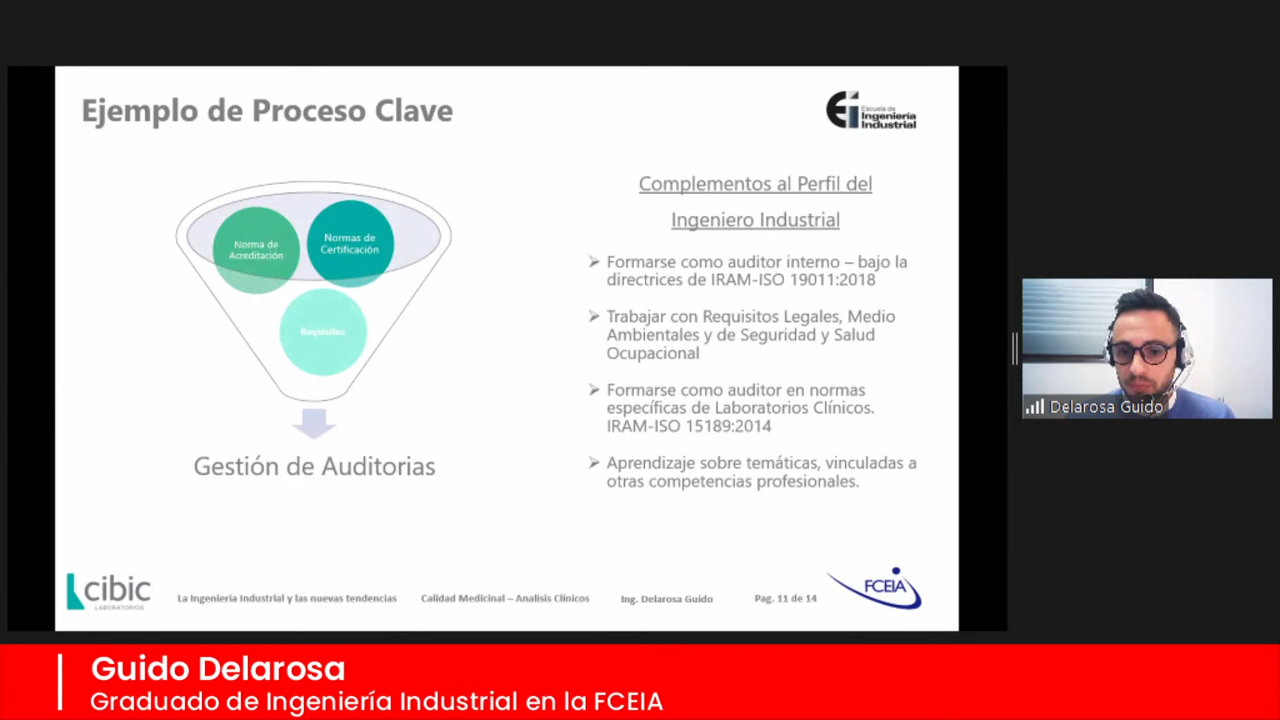 Ejemplo de Proceso Clave
Escuela de
Ingeniería
Industrial
Norma de
Acreditación
Normas de
Certificación
Requisitos
Gestión de Auditorias
Complementos al Perfil del
Ingeniero Industrial
Formarse como auditor interno – bajo la
directrices de IRAM-ISO 19011:2018
Trabajar con Requisitos Legales, Medio
Ambientales y de Seguridad y Salud
Ocupacional
Formarse como auditor en normas
específicas de Laboratorios Clínicos.
IRAM-ISO 15189:2014
Aprendizaje sobre temáticas, vinculadas a
otras competencias profesionales.
Delarosa Guido
cibic
LABORATORIOS
La Ingeniería Industrial y las nuevas tendencias
Calidad Medicinal – Analisis Clínicos
Ing. Delarosa Guido
Pag. 11 de 14
FCEIA
Guido Delarosa
Graduado de Ingeniería Industrial en la FCEIA